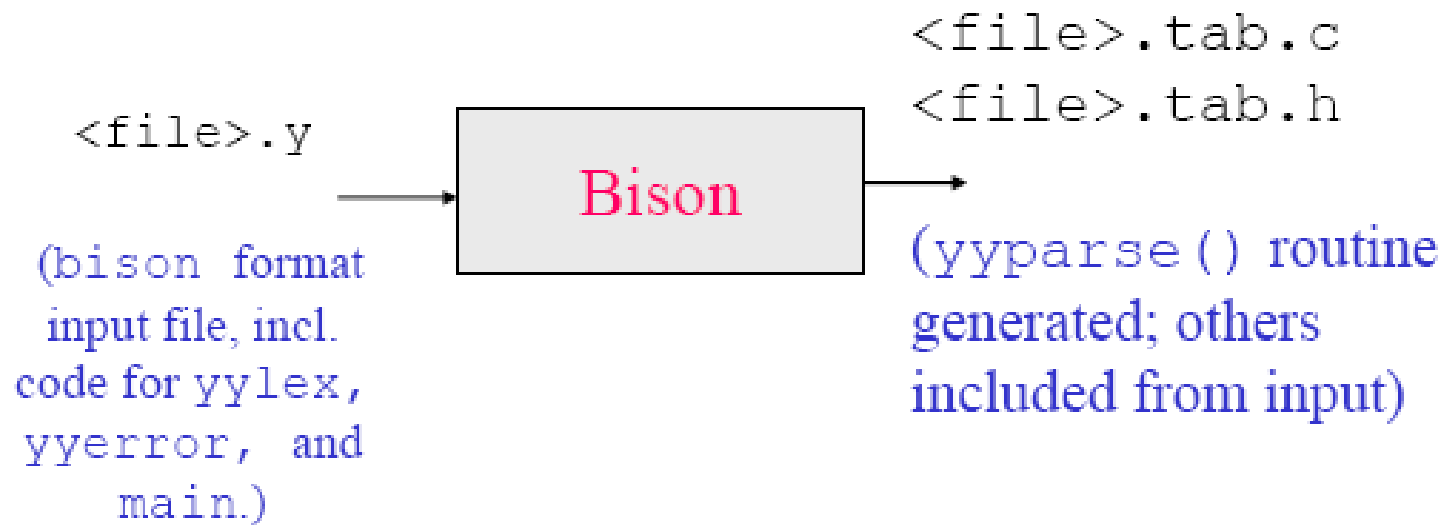 <file>.y
(bison format
input file, incl.
code for yylex,
yyerror, and
main.)
Bison
<file>.tab.c
<file>.tab.h
(yyparse() routine
generated; others
included from input)